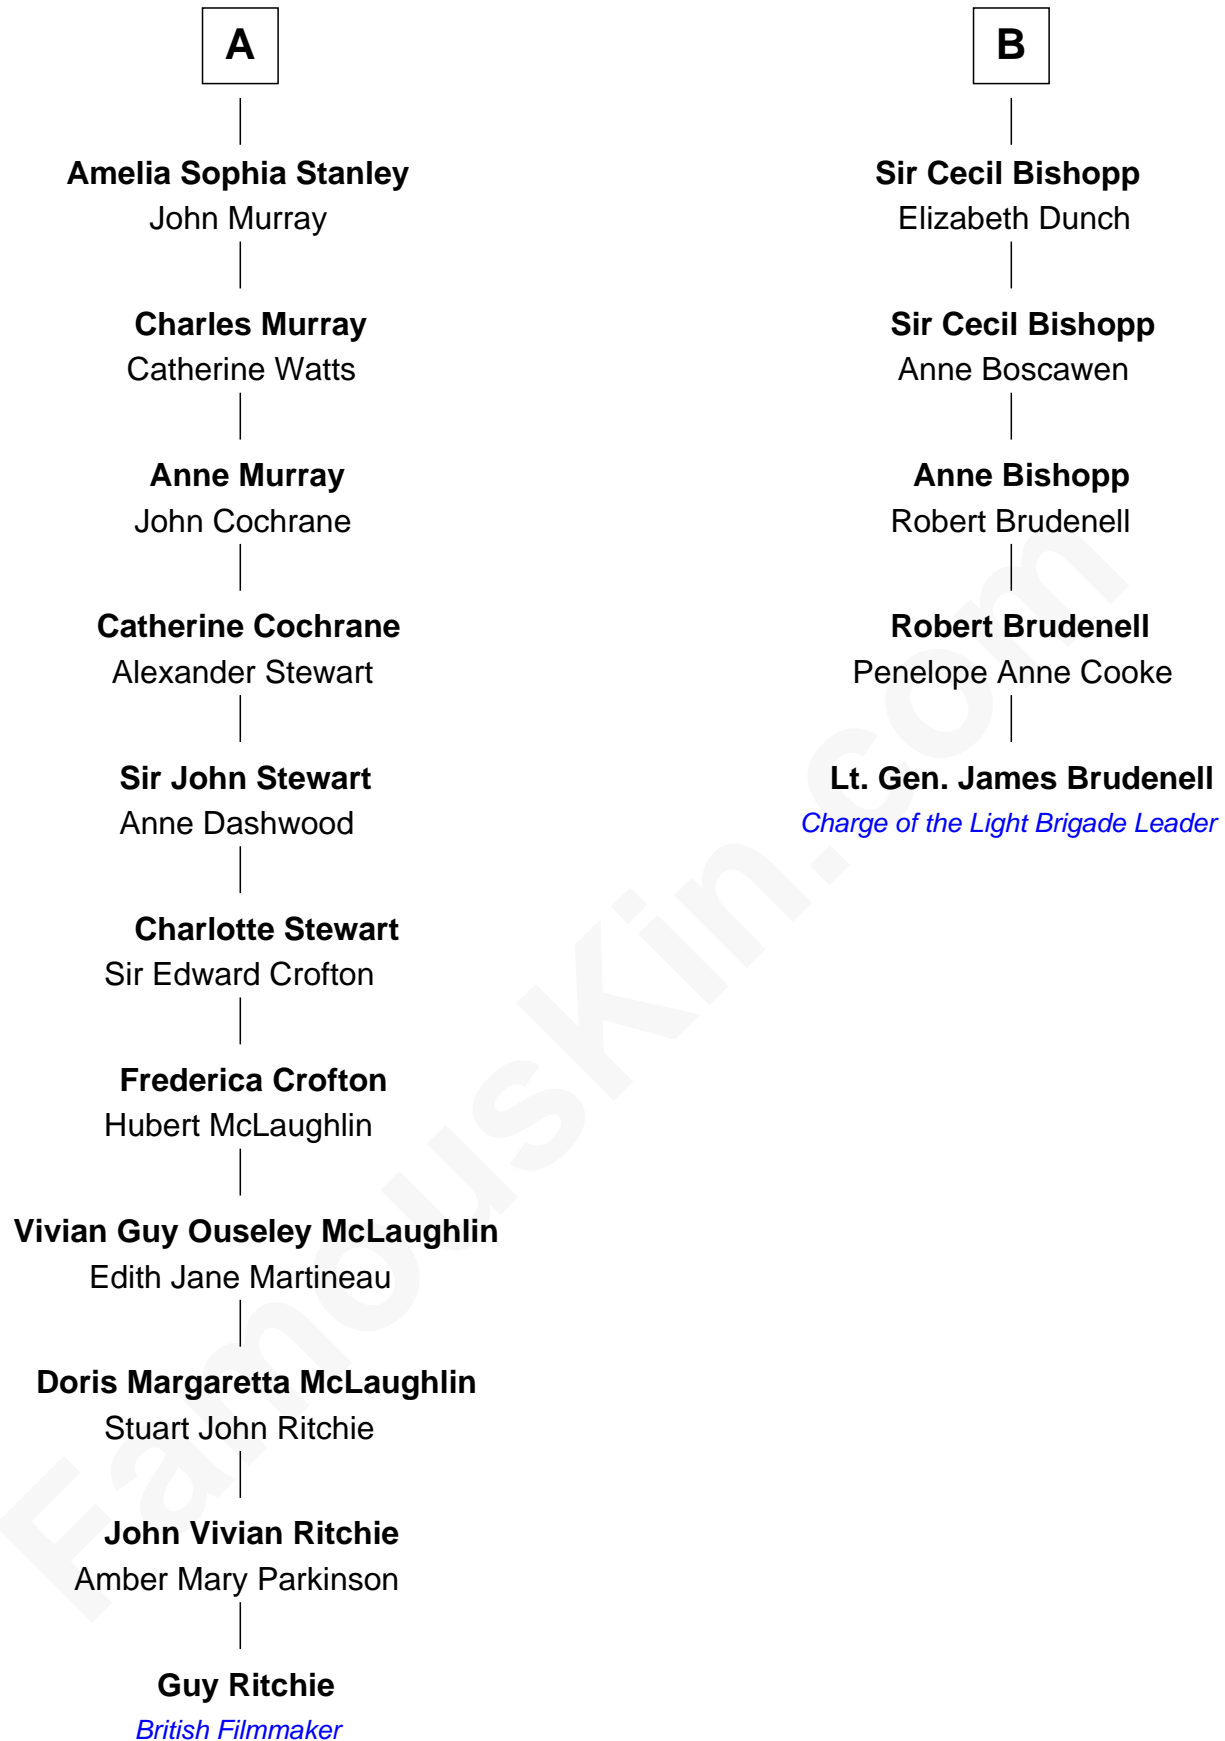 A
Amelia Sophia Stanley
John Murray
Charles Murray
Catherine Watts
Anne Murray
John Cochrane
Catherine Cochrane
Alexander Stewart
Sir John Stewart
Anne Dashwood
Charlotte Stewart
Sir Edward Crofton
Frederica Crofton
Hubert McLaughlin
Vivian Guy Ouseley McLaughlin
Edith Jane Martineau
Doris Margaretta McLaughlin
Stuart John Ritchie
John Vivian Ritchie
Amber Mary Parkinson
Guy Ritchie
British Filmmaker
B
Sir Cecil Bishopp
Elizabeth Dunch
Sir Cecil Bishopp
Anne Boscawen
Anne Bishopp
Robert Brudenell
Robert Brudenell
Penelope Anne Cooke
Lt. Gen. James Brudenell
Charge of the Light Brigade Leader
FamousKin.com